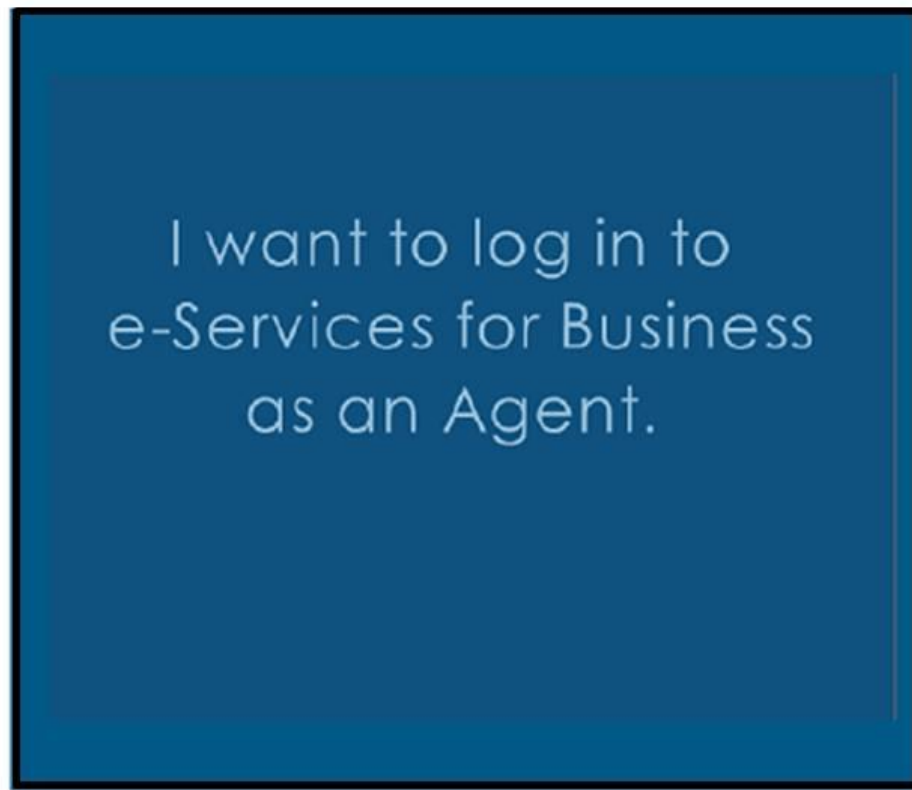 I want to log in to
e-Services for Business
as an Agent.